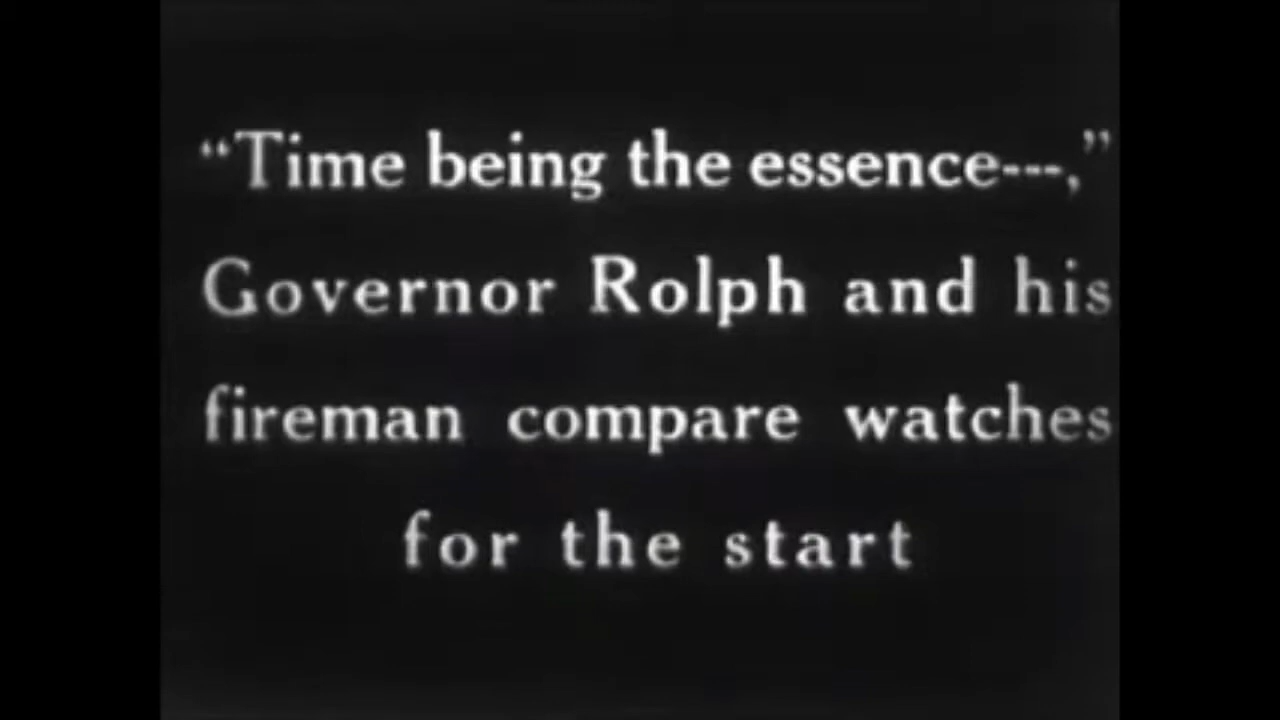 “Time being the essence---,”
Governor Rolph and his
fireman compare watches
for the start